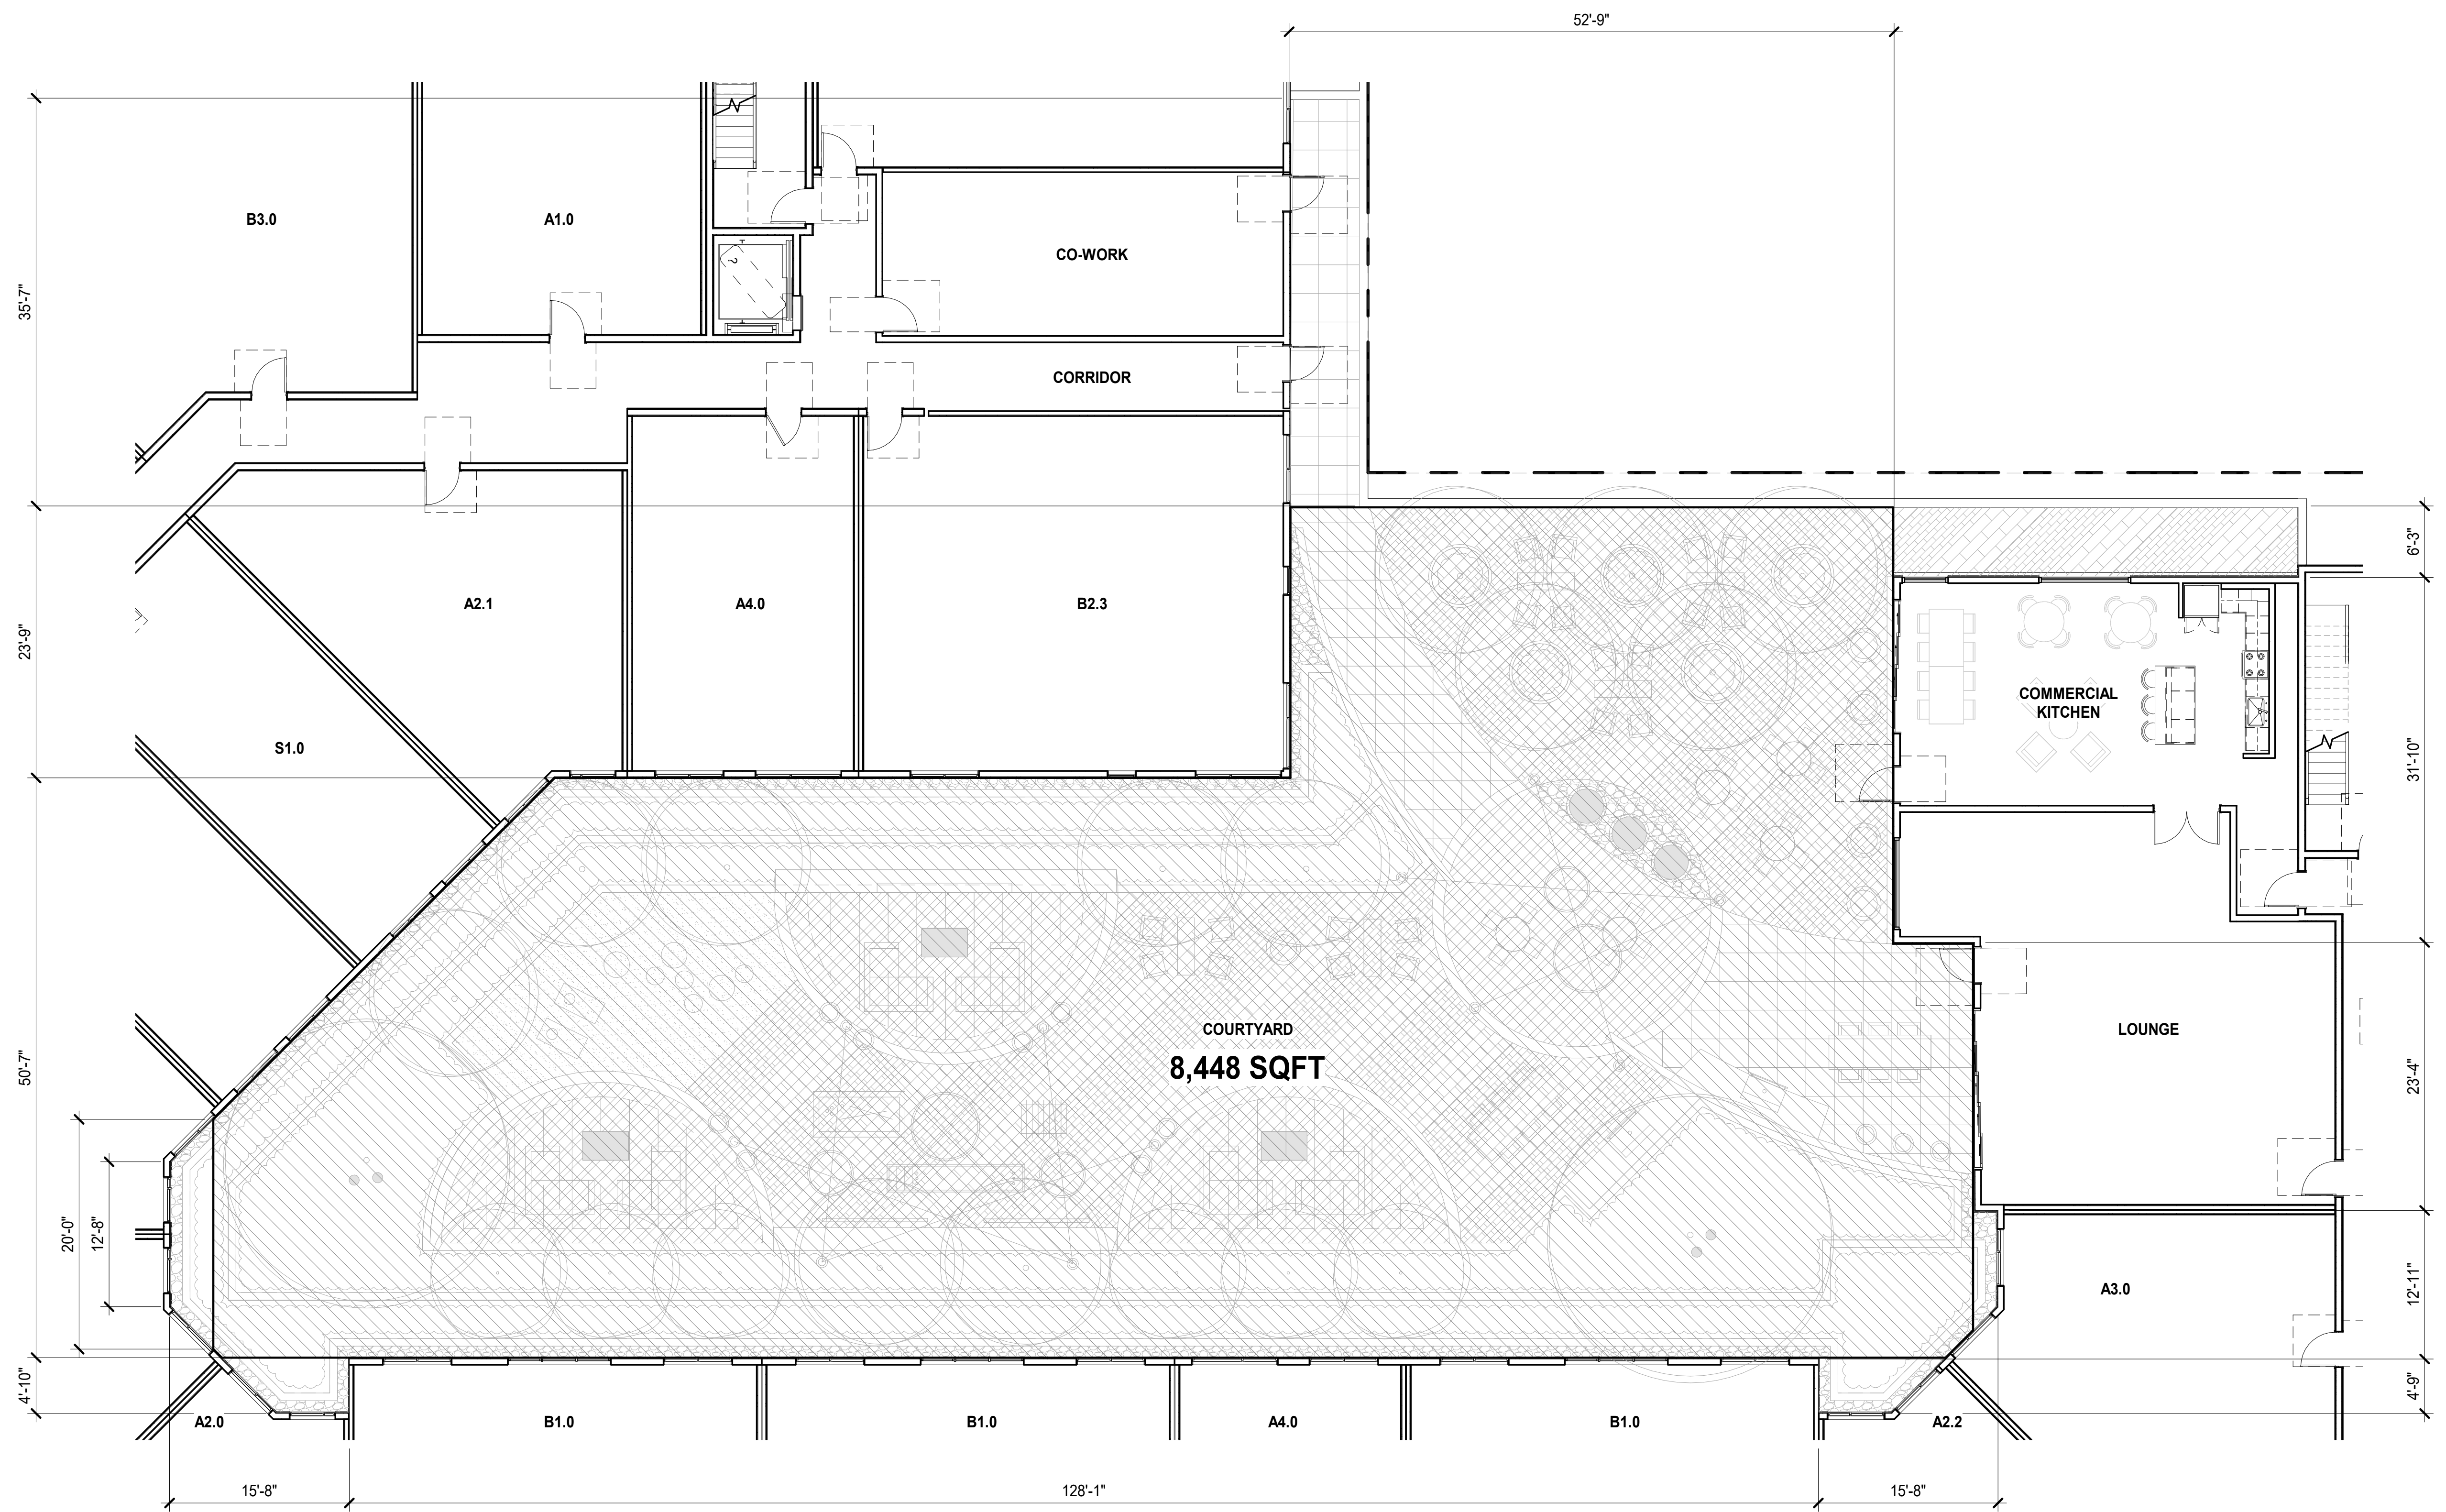 52'-9"
B3.0
A1.0
CO-WORK
?
35'-7"
CORRIDOR
6'-3"
A2.1
A4.0
B2.3
23'-9"
COMMERCIAL
KITCHEN
S1.0
31'-10"
COURTYARD
LOUNGE
8,448 SQFT
50'-7"
23'-4"
20'-0"
12'-8"
A3.0
12'-11"
4'-10"
4'-9"
A2.0
B1.0
B1.0
A4.0
B1.0
A2.2
15'-8"
128'-1"
15'-8"